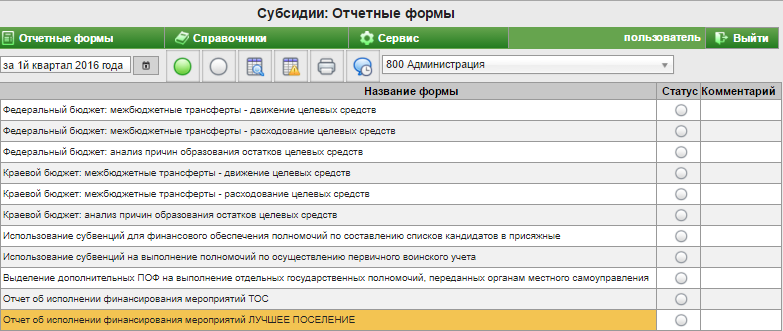 Субсидии: Отчетные формы
Отчетные формы Справочники Сервис пользователь Выйти
за 1й квартал 2016 года 800 Администрация
Название формы Статус Комментарий
Федеральный бюджет: межбюджетные трансферты - движение целевых средств
Федеральный бюджет: межбюджетные трансферты - расходование целевых средств
Федеральный бюджет: анализ причин образования остатков целевых средств
Краевой бюджет: межбюджетные трансферты - движение целевых средств
Краевой бюджет: межбюджетные трансферты - расходование целевых средств
Краевой бюджет: анализ причин образования остатков целевых средств
Использование субвенций для финансового обеспечения полномочий по составлению списков кандидатов в присяжные
Использование субвенций на выполнение полномочий по осуществлению первичного воинского учета
Выделение дополнительных ПОФ на выполнение отдельных государственных полномочий, переданных органам местного самоуправления
Отчет об исполнении финансирования мероприятий ТОС
Отчет об исполнении финансирования мероприятий ЛУЧШЕЕ ПОСЕЛЕНИЕ